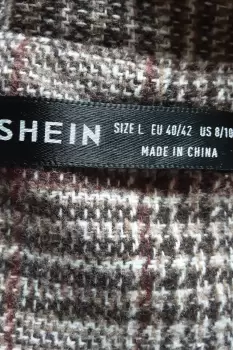 SHEIN
SIZE L EU 40/42 US 8/10
MADE IN CHINA